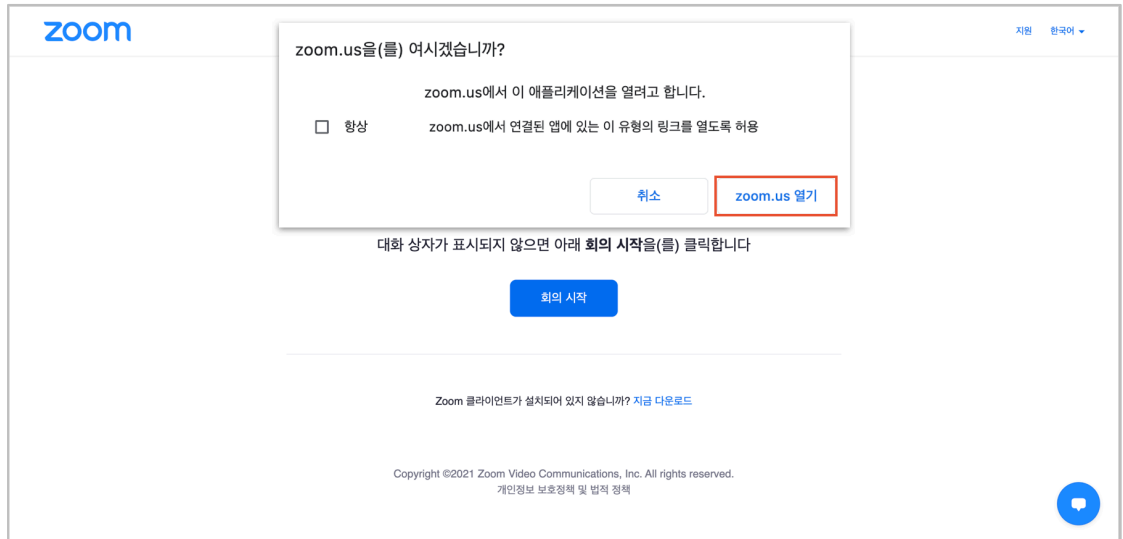 zoom
지원 한국어
zoom.us을(를) 여시겠습니까?
zoom.us에서 이 애플리케이션을 열려고 합니다.
항상 zoom.us에서 연결된 앱에 있는 이 유형의 링크를 열도록 허용
취소 zoom.us 열기
대화 상자가 표시되지 않으면 아래 회의 시작을(를) 클릭합니다
회의 시작
Zoom 클라이언트가 설치되어 있지 않습니까? 지금 다운로드
Copyright ©2021 Zoom Video Communications, Inc. All rights reserved.
개인정보 보호정책 및 법적 정책